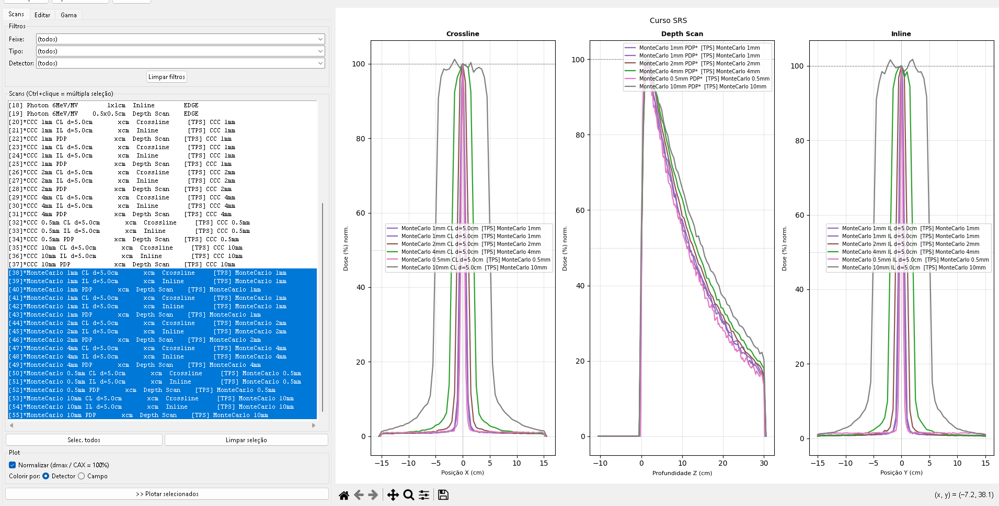 Scans Editar Gama
Filtros
Feixe: (todos)
Tipo: (todos)
Detector: (todos)
Limpar filtros
Scans (Ctrl+clique = múltipla seleção)
[18] Photon 6MeV/MV 1x1cm Inline EDGE
[19] Photon 6MeV/MV 0.5x0.5cm Depth Scan EDGE
[20]*CCC 1mm CL d=5.0cm xcm Crossline [TPS] CCC 1mm
[21]*CCC 1mm IL d=5.0cm xcm Inline [TPS] CCC 1mm
[22]*CCC 1mm PDP xcm Depth Scan [TPS] CCC 1mm
[23]*CCC 1mm CL d=5.0cm xcm Crossline [TPS] CCC 1mm
[24]*CCC 1mm IL d=5.0cm xcm Inline [TPS] CCC 1mm
[25]*CCC 1mm PDP xcm Depth Scan [TPS] CCC 1mm
[26]*CCC 2mm CL d=5.0cm xcm Crossline [TPS] CCC 2mm
[27]*CCC 2mm IL d=5.0cm xcm Inline [TPS] CCC 2mm
[28]*CCC 2mm PDP xcm Depth Scan [TPS] CCC 2mm
[29]*CCC 4mm CL d=5.0cm xcm Crossline [TPS] CCC 4mm
[30]*CCC 4mm IL d=5.0cm xcm Inline [TPS] CCC 4mm
[31]*CCC 4mm PDP xcm Depth Scan [TPS] CCC 4mm
[32]*CCC 0.5mm CL d=5.0cm xcm Crossline [TPS] CCC 0.5mm
[33]*CCC 0.5mm IL d=5.0cm xcm Inline [TPS] CCC 0.5mm
[34]*CCC 0.5mm PDP xcm Depth Scan [TPS] CCC 0.5mm
[35]*CCC 10mm CL d=5.0cm xcm Crossline [TPS] CCC 10mm
[36]*CCC 10mm IL d=5.0cm xcm Inline [TPS] CCC 10mm
[37]*CCC 10mm PDP xcm Depth Scan [TPS] CCC 10mm
[38]*MonteCarlo 1mm CL d=5.0cm xcm Crossline [TPS] MonteCarlo 1mm
[39]*MonteCarlo 1mm IL d=5.0cm xcm Inline [TPS] MonteCarlo 1mm
[40]*MonteCarlo 1mm PDP xcm Depth Scan [TPS] MonteCarlo 1mm
[41]*MonteCarlo 1mm CL d=5.0cm xcm Crossline [TPS] MonteCarlo 1mm
[42]*MonteCarlo 1mm IL d=5.0cm xcm Inline [TPS] MonteCarlo 1mm
[43]*MonteCarlo 1mm PDP xcm Depth Scan [TPS] MonteCarlo 1mm
[44]*MonteCarlo 2mm CL d=5.0cm xcm Crossline [TPS] MonteCarlo 2mm
[45]*MonteCarlo 2mm IL d=5.0cm xcm Inline [TPS] MonteCarlo 2mm
[46]*MonteCarlo 2mm PDP xcm Depth Scan [TPS] MonteCarlo 2mm
[47]*MonteCarlo 4mm CL d=5.0cm xcm Crossline [TPS] MonteCarlo 4mm
[48]*MonteCarlo 4mm IL d=5.0cm xcm Inline [TPS] MonteCarlo 4mm
[49]*MonteCarlo 4mm PDP xcm Depth Scan [TPS] MonteCarlo 4mm
[50]*MonteCarlo 0.5mm CL d=5.0cm xcm Crossline [TPS] MonteCarlo 0.5mm
[51]*MonteCarlo 0.5mm IL d=5.0cm xcm Inline [TPS] MonteCarlo 0.5mm
[52]*MonteCarlo 0.5mm PDP xcm Depth Scan [TPS] MonteCarlo 0.5mm
[53]*MonteCarlo 10mm CL d=5.0cm xcm Crossline [TPS] MonteCarlo 10mm
[54]*MonteCarlo 10mm IL d=5.0cm xcm Inline [TPS] MonteCarlo 10mm
[55]*MonteCarlo 10mm PDP xcm Depth Scan [TPS] MonteCarlo 10mm
Selec. todos Limpar seleção
Plot
Normalizar (dmax / CAX = 100%)
Colorir por: Detector Campo
>> Plotar selecionados
Curso SRS
Crossline
100
80
60
40
20
0
Dose (%) norm.
MonteCarlo 1mm CL d=5.0cm [TPS] MonteCarlo 1mm
MonteCarlo 1mm CL d=5.0cm [TPS] MonteCarlo 1mm
MonteCarlo 2mm CL d=5.0cm [TPS] MonteCarlo 2mm
MonteCarlo 4mm CL d=5.0cm [TPS] MonteCarlo 4mm
MonteCarlo 0.5mm CL d=5.0cm [TPS] MonteCarlo 0.5mm
MonteCarlo 10mm CL d=5.0cm [TPS] MonteCarlo 10mm
−15 −10 −5 0 5 10 15
Posição X (cm)
Depth Scan
MonteCarlo 1mm PDP* [TPS] MonteCarlo 1mm
MonteCarlo 1mm PDP* [TPS] MonteCarlo 1mm
MonteCarlo 2mm PDP* [TPS] MonteCarlo 2mm
MonteCarlo 4mm PDP* [TPS] MonteCarlo 4mm
MonteCarlo 0.5mm PDP* [TPS] MonteCarlo 0.5mm
MonteCarlo 10mm PDP* [TPS] MonteCarlo 10mm
100
80
60
40
20
0
Dose (%) norm.
−10 0 10 20 30
Profundidade Z (cm)
Inline
100
80
60
40
20
0
Dose (%) norm.
MonteCarlo 1mm IL d=5.0cm [TPS] MonteCarlo 1mm
MonteCarlo 1mm IL d=5.0cm [TPS] MonteCarlo 1mm
MonteCarlo 2mm IL d=5.0cm [TPS] MonteCarlo 2mm
MonteCarlo 4mm IL d=5.0cm [TPS] MonteCarlo 4mm
MonteCarlo 0.5mm IL d=5.0cm [TPS] MonteCarlo 0.5mm
MonteCarlo 10mm IL d=5.0cm [TPS] MonteCarlo 10mm
−15 −10 −5 0 5 10 15
Posição Y (cm)
(x, y) = (−7.2, 38.1)